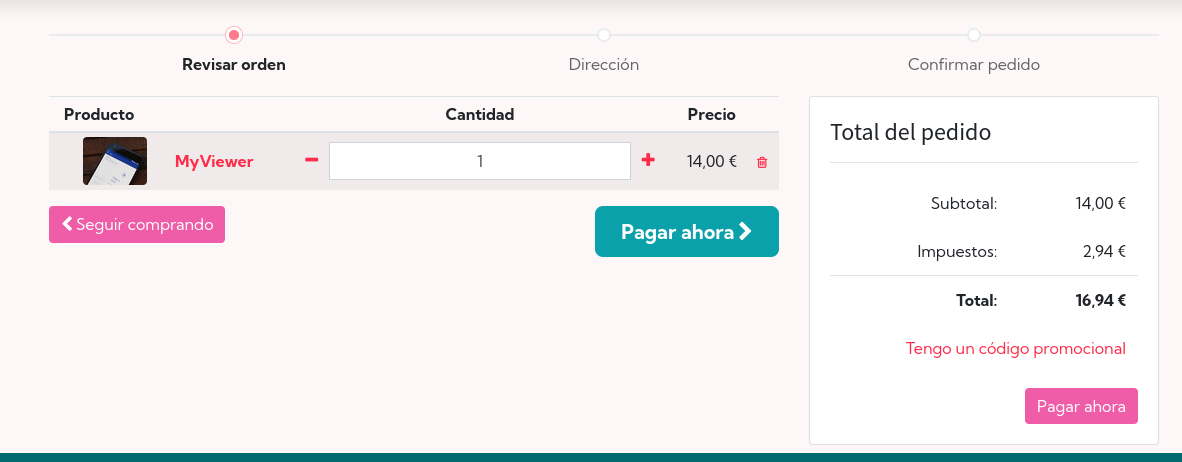 Revisar orden
Dirección
Confirmar pedido
Producto
Cantidad
Precio
MyViewer
1
14,00 €
Seguir comprando
Pagar ahora
Total del pedido
Subtotal: 14,00 €
Impuestos: 2,94 €
Total: 16,94 €
Tengo un código promocional
Pagar ahora